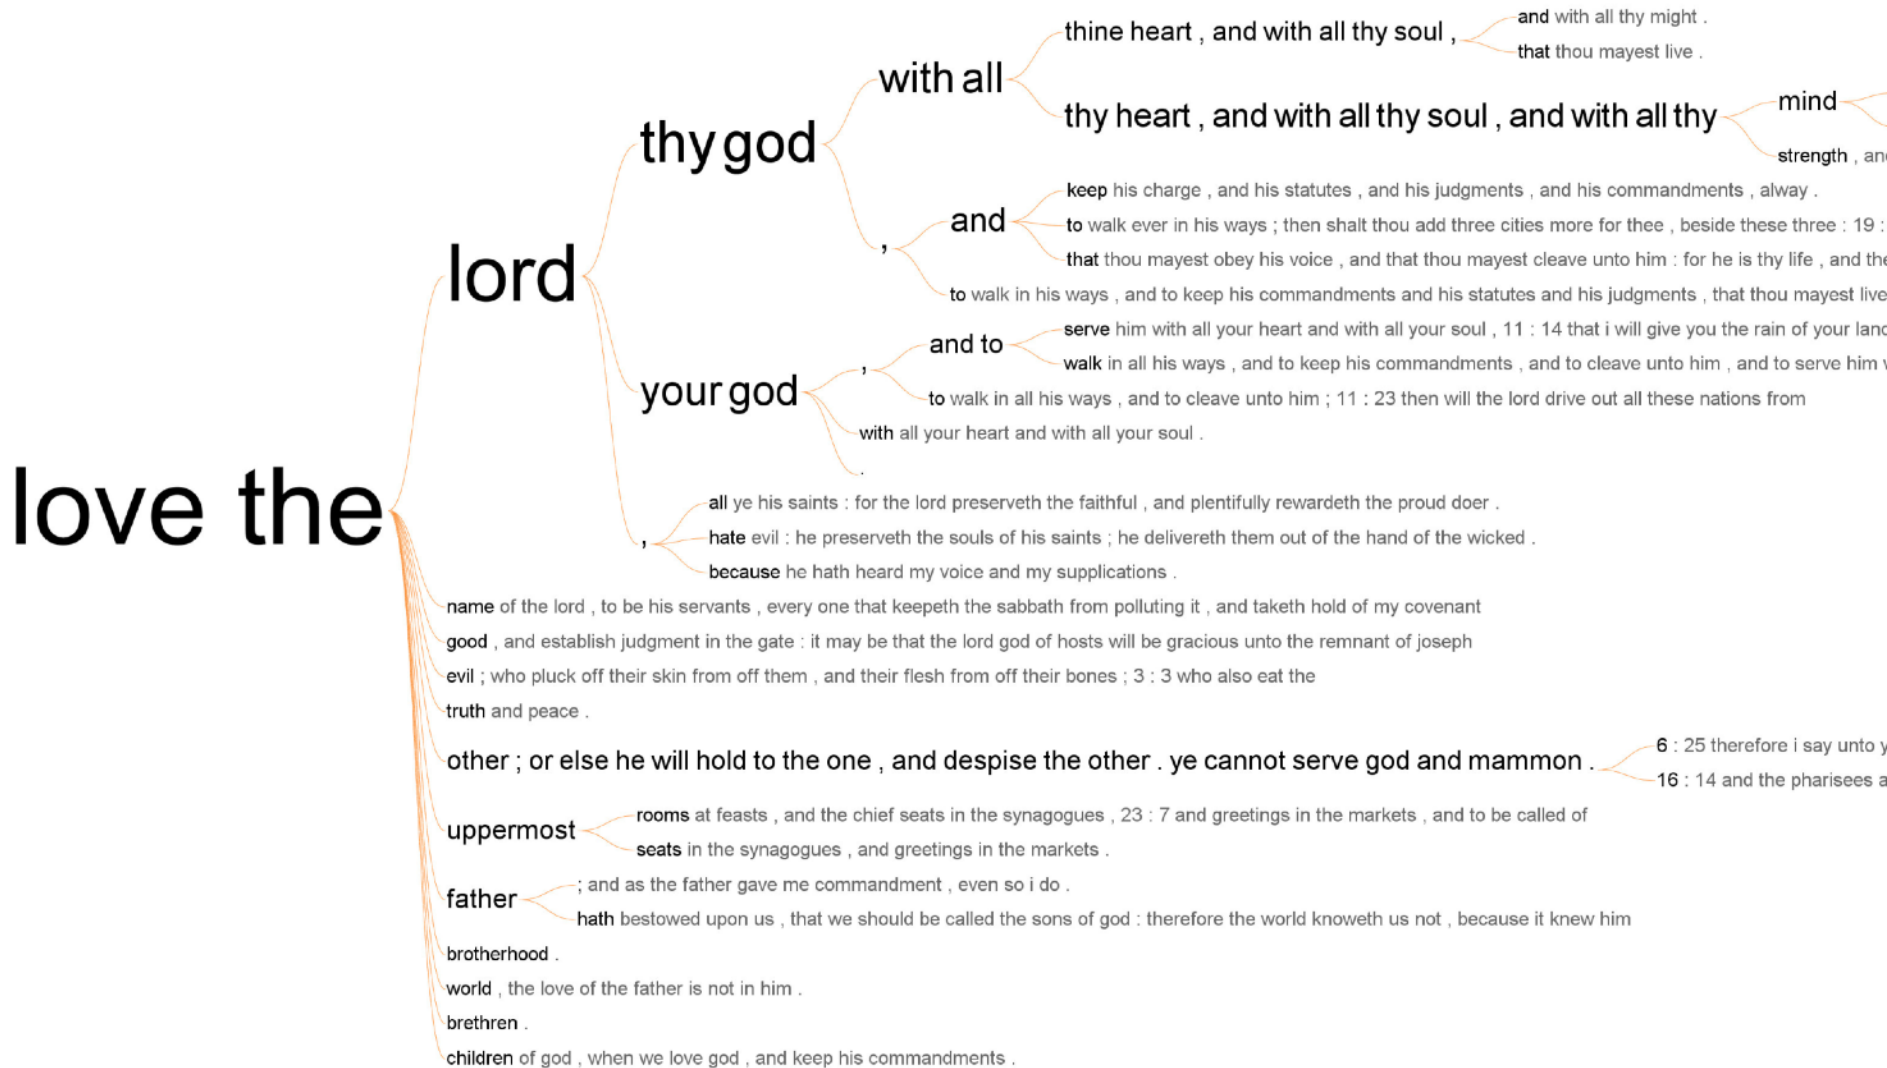 love the
lord
thy god
with all
thine heart , and with all thy soul ,
and with all thy might .
that thou mayest live .
thy heart , and with all thy soul , and with all thy
mind
strength , and
,
and
keep his charge , and his statutes , and his judgments , and his commandments , alway .
to walk ever in his ways ; then shalt thou add three cities more for thee , beside these three : 19 :
that thou mayest obey his voice , and that thou mayest cleave unto him : for he is thy life , and the
to walk in his ways , and to keep his commandments and his statutes and his judgments , that thou mayest live
your god
,
and to
serve him with all your heart and with all your soul , 11 : 14 that i will give you the rain of your land
walk in all his ways , and to keep his commandments , and to cleave unto him , and to serve him
to walk in all his ways , and to cleave unto him ; 11 : 23 then will the lord drive out all these nations from
with all your heart and with all your soul .
.
,
all ye his saints : for the lord preserveth the faithful , and plentifully rewardeth the proud doer .
hate evil : he preserveth the souls of his saints ; he delivereth them out of the hand of the wicked .
because he hath heard my voice and my supplications .
name of the lord , to be his servants , every one that keepeth the sabbath from polluting it , and taketh hold of my covenant
good , and establish judgment in the gate : it may be that the lord god of hosts will be gracious unto the remnant of joseph
evil ; who pluck off their skin from off them , and their flesh from off their bones ; 3 : 3 who also eat the
truth and peace .
other ; or else he will hold to the one , and despise the other . ye cannot serve god and mammon .
6 : 25 therefore i say unto
16 : 14 and the pharisees
uppermost
rooms at feasts , and the chief seats in the synagogues , 23 : 7 and greetings in the markets , and to be called of
seats in the synagogues , and greetings in the markets .
father
; and as the father gave me commandment , even so i do .
hath bestowed upon us , that we should be called the sons of god : therefore the world knoweth us not , because it knew him
brotherhood .
world , the love of the father is not in him .
brethren .
children of god , when we love god , and keep his commandments .